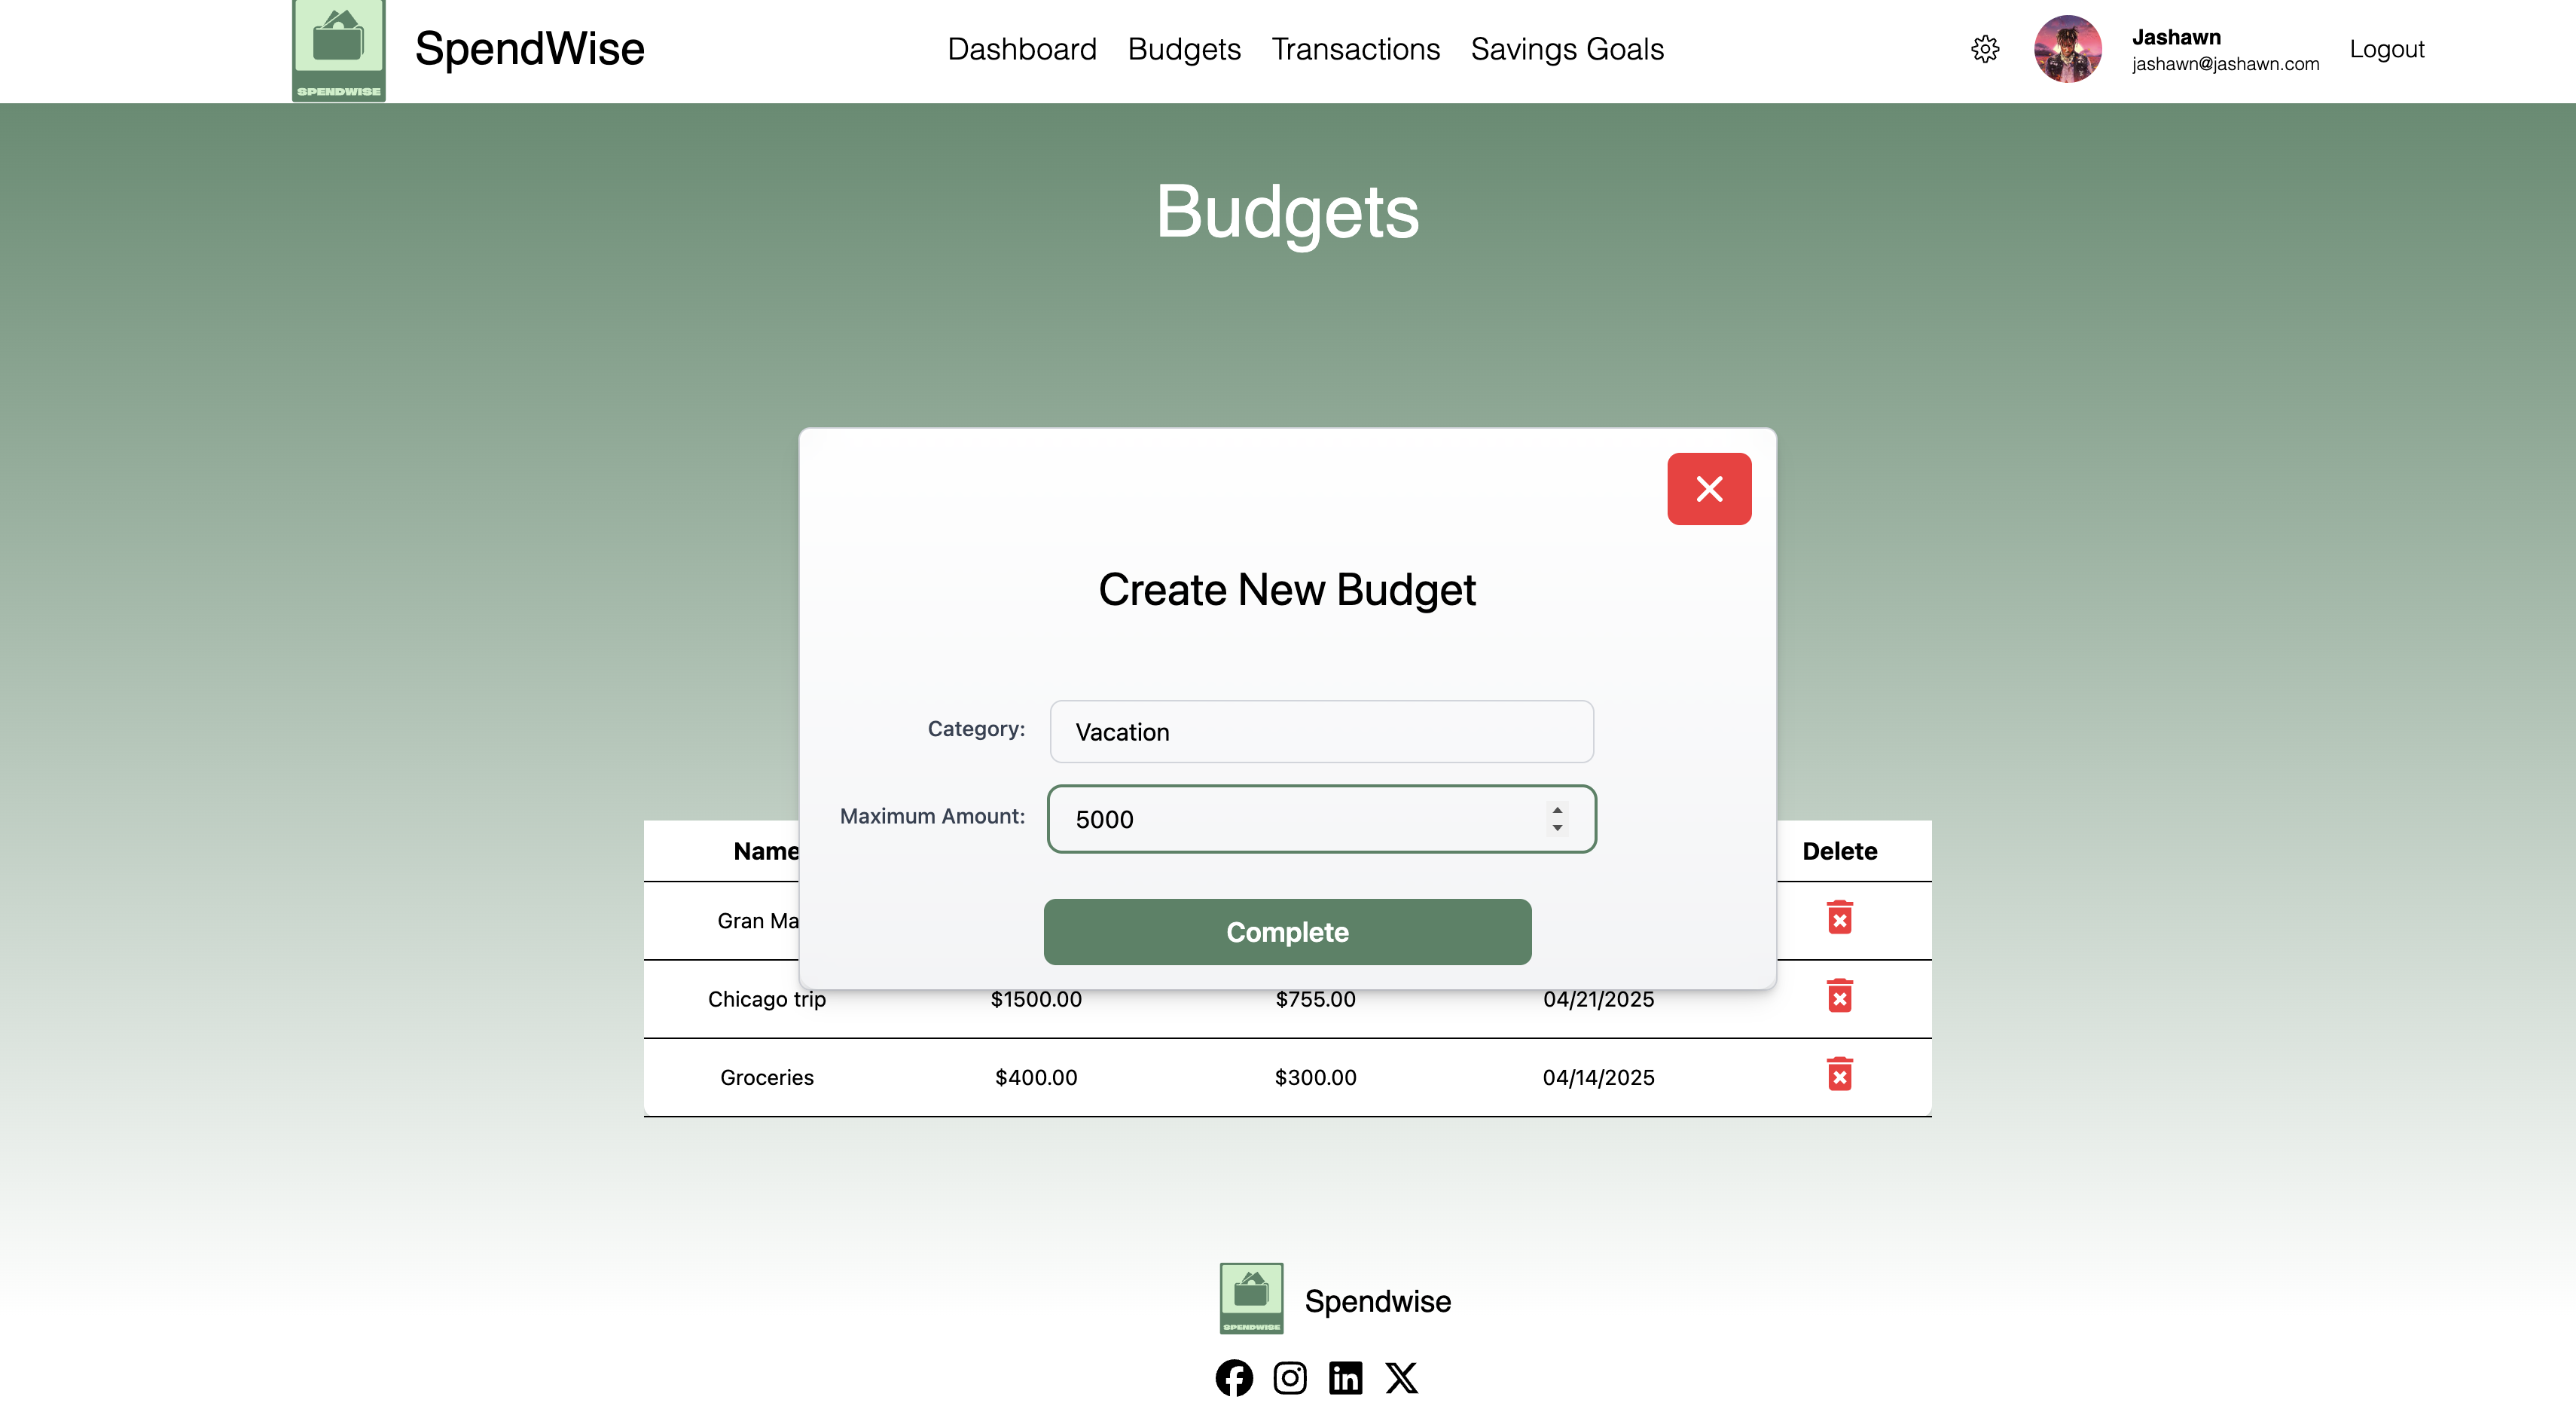 SPENDWISE
SpendWise
Dashboard Budgets Transactions Savings Goals
Jashawn
jashawn@jashawn.com
Logout
Budgets
Create New Budget
Category: Vacation
Maximum Amount: 5000
Complete
Name Delete
Gran Ma
Chicago trip $1500.00 $755.00 04/21/2025
Groceries $400.00 $300.00 04/14/2025
SPENDWISE
Spendwise